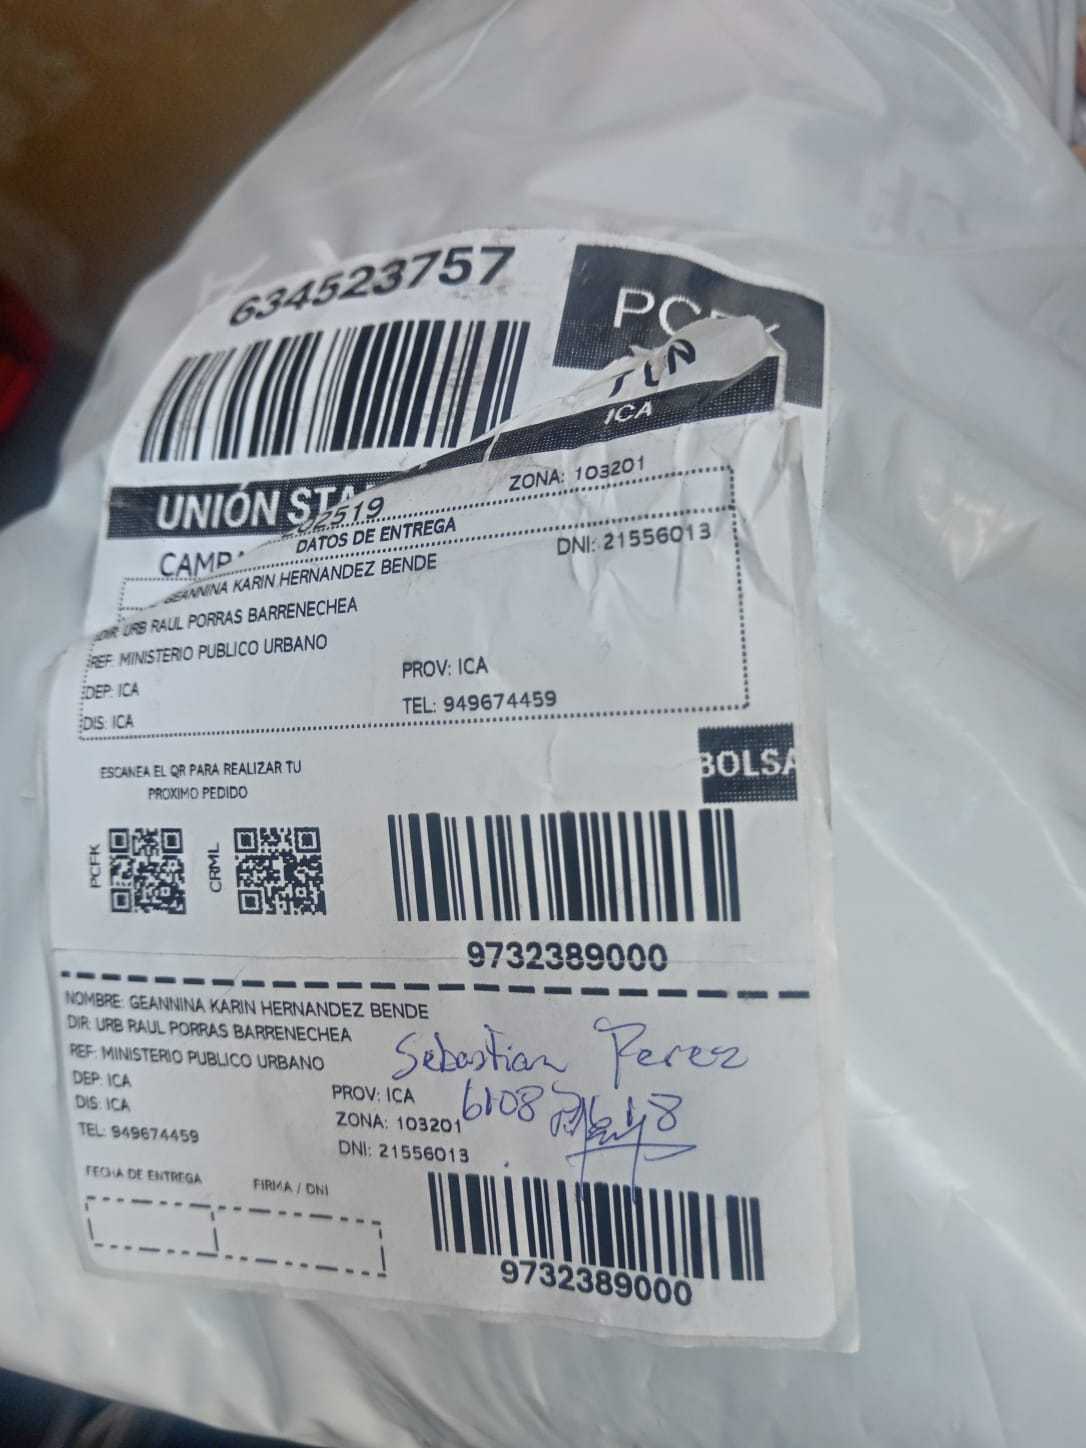 634523757
ICA
UNIÓN
ZONA: 103201
02519
DATOS DE ENTREGA
GEANNINA KARIN HERNANDEZ BENDE
DNI: 21556013
DIR: URB RAUL PORRAS BARRENECHEA
REF: MINISTERIO PUBLICO URBANO
DEP: ICA
PROV: ICA
DIS: ICA
TEL: 949674459
BOLSA
ESCANEA EL QR PARA REALIZAR TU
PROXIMO PEDIDO
PCFK
CRML
9732389000
NOMBRE: GEANNINA KARIN HERNANDEZ BENDE
DIR: URB RAUL PORRAS BARRENECHEA
REF: MINISTERIO PUBLICO URBANO
Sebastian Perez
DEP: ICA
PROV: ICA
DIS: ICA
ZONA: 103201
TEL: 949674459
DNI: 21556013
FECHA DE ENTREGA
FIRMA / DNI
9732389000